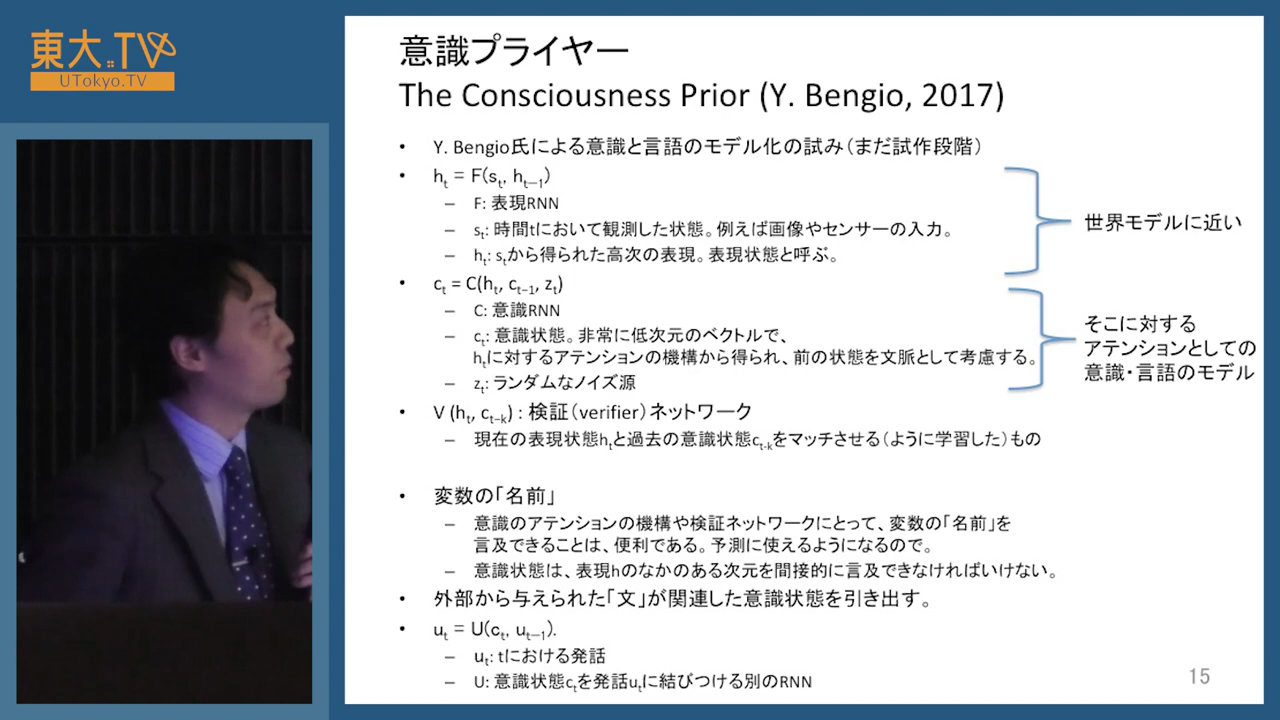 東大.TV
UTokyo.TV
意識プライヤー
The Consciousness Prior (Y. Bengio, 2017)
• Y. Bengio氏による意識と言語のモデル化の試み（まだ試作段階）
• ht = F(st, ht−1)
– F: 表現RNN
– st: 時間tにおいて観測した状態。例えば画像やセンサーの入力。
– ht: stから得られた高次の表現。表現状態と呼ぶ。
世界モデルに近い
• ct = C(ht, ct−1, zt)
– C: 意識RNN
– ct: 意識状態。非常に低次元のベクトルで、
htに対するアテンションの機構から得られ、前の状態を文脈として考慮する。
– zt: ランダムなノイズ源
そこに対する
アテンションとしての
意識・言語のモデル
• V (ht, ct−k) : 検証（verifier）ネットワーク
– 現在の表現状態htと過去の意識状態ct-kをマッチさせる（ように学習した）もの
• 変数の「名前」
– 意識のアテンションの機構や検証ネットワークにとって、変数の「名前」を
言及できることは、便利である。予測に使えるようになるので。
– 意識状態は、表現hのなかのある次元を間接的に言及できなければいけない。
• 外部から与えられた「文」が関連した意識状態を引き出す。
• ut = U(ct, ut−1).
– ut: tにおける発話
– U: 意識状態ctを発話utに結びつける別のRNN
15